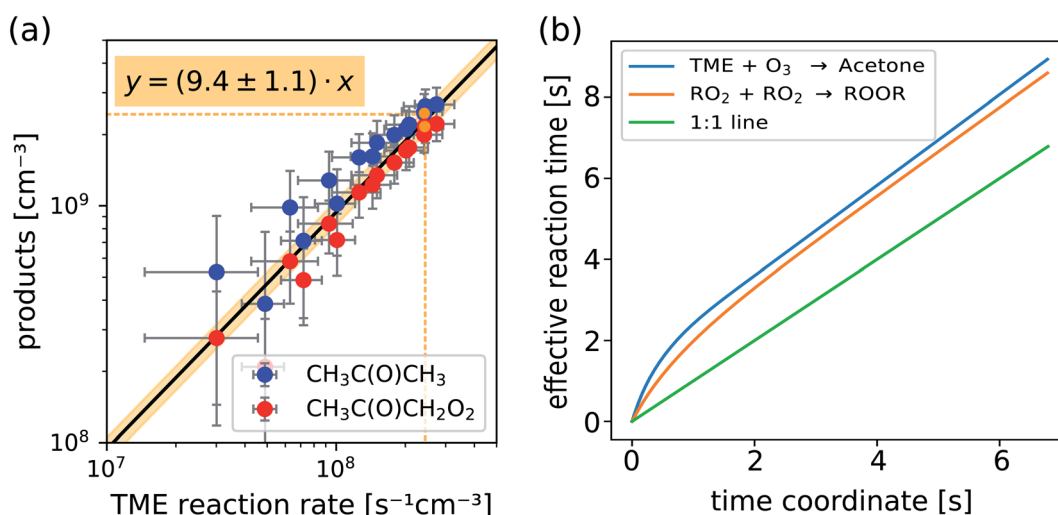 (a)
y = (9.4 ± 1.1) · x
products [cm⁻³]
10⁹
10⁸
CH₃C(O)CH₃
CH₃C(O)CH₂O₂
10⁷
10⁸
TME reaction rate [s⁻¹cm⁻³]
(b)
TME + O₃ → Acetone
RO₂ + RO₂ → ROOR
1:1 line
effective reaction time [s]
8
6
4
2
0
0
2
4
6
time coordinate [s]